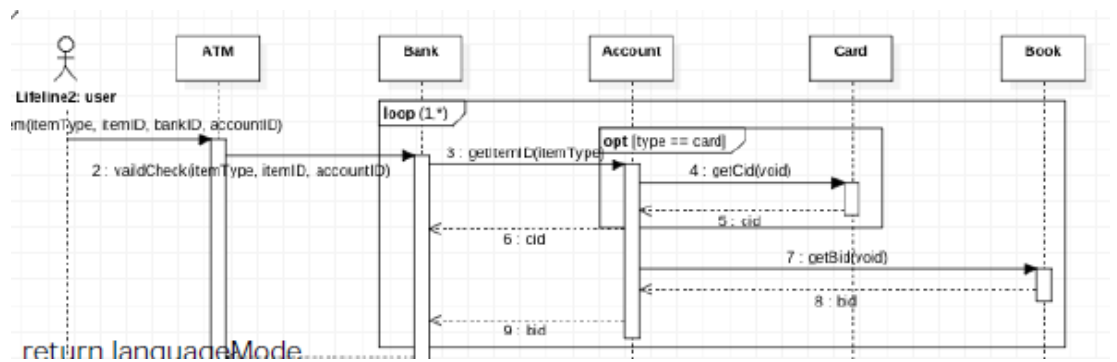 ATM
Bank
Account
Card
Book
Lifeline2: user
loop (1.*)
em(itemType, itemID, bankID, accountID)
opt [type == card]
3 : getItemID(itemType)
2 : vaildCheck(itemType, itemID, accountID)
4 : getCid(void)
5 : cid
6 : cid
7 : getBid(void)
8 : bid
9 : bid
return languageMode